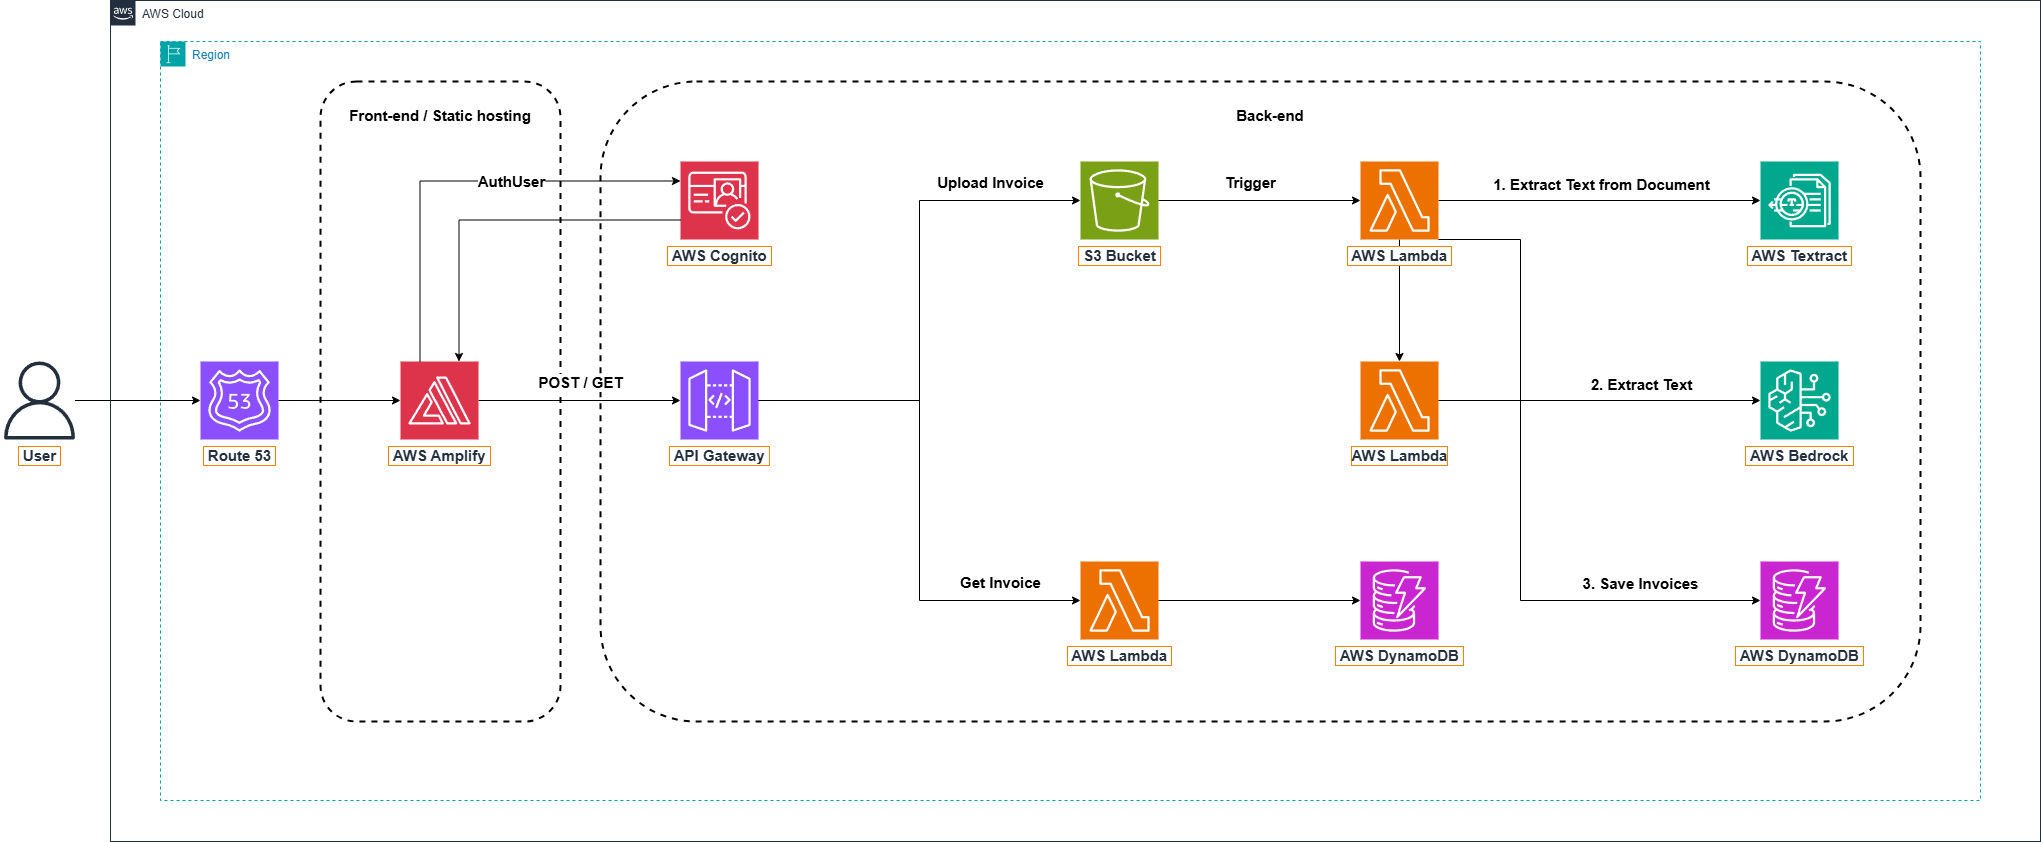 aws
AWS Cloud
Region
Front-end / Static hosting
Back-end
AuthUser
AWS Cognito
Upload Invoice
S3 Bucket
Trigger
AWS Lambda
1. Extract Text from Document
AWS Textract
User
53
Route 53
AWS Amplify
POST / GET
</>
API Gateway
AWS Lambda
2. Extract Text
AWS Bedrock
Get Invoice
AWS Lambda
AWS DynamoDB
3. Save Invoices
AWS DynamoDB